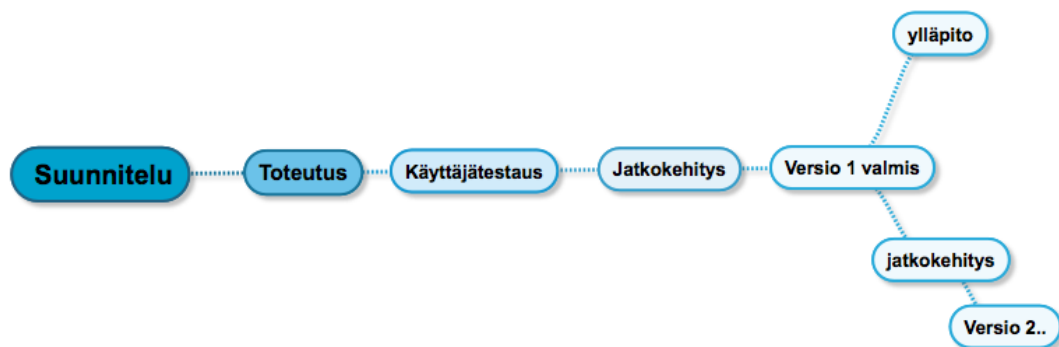 ylläpito
Suunnitelu
Toteutus
Käyttäjätestaus
Jatkokehitys
Versio 1 valmis
jatkokehitys
Versio 2..